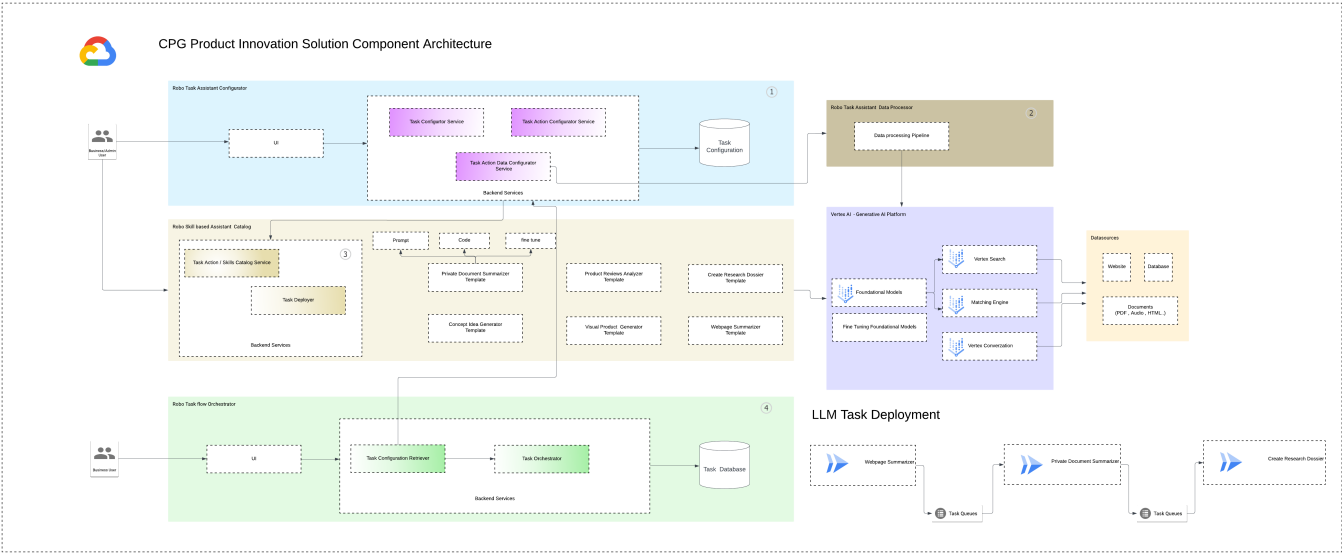 CPG Product Innovation Solution Component Architecture
Robo Task Assistant Configurator
1
Task Configurtor Service
Task Action Configurator Service
UI
Task Action Data Configurator
Service
Backend Services
Task
Configuration
Business/Admin
User
Robo Task Assistant Data Processor
2
Data processing Pipeline
Robo Skill based Assistant Catalog
3
Task Action / Skills Catalog Service
Task Deployer
Backend Services
Prompt
Code
fine tune
Private Document Summarizer
Template
Product Reviews Analyzer
Template
Create Research Dossier
Template
Concept Idea Generator
Template
Visual Product Generator
Template
Webpage Summarizer
Template
Vertex AI - Generative AI Platform
Foundational Models
Fine Tuning Foundational Models
Vertex Search
Matching Engine
Vertex Converzation
Datasources
Website
Database
Documents
(PDF , Audio , HTML..)
Robo Task flow Orchestrator
4
Business User
UI
Task Configuration Retriever
Task Orchestrator
Backend Services
Task Database
LLM Task Deployment
Webpage Summarizer
Private Document Summarizer
Create Research Dossier
Task Queues
Task Queues